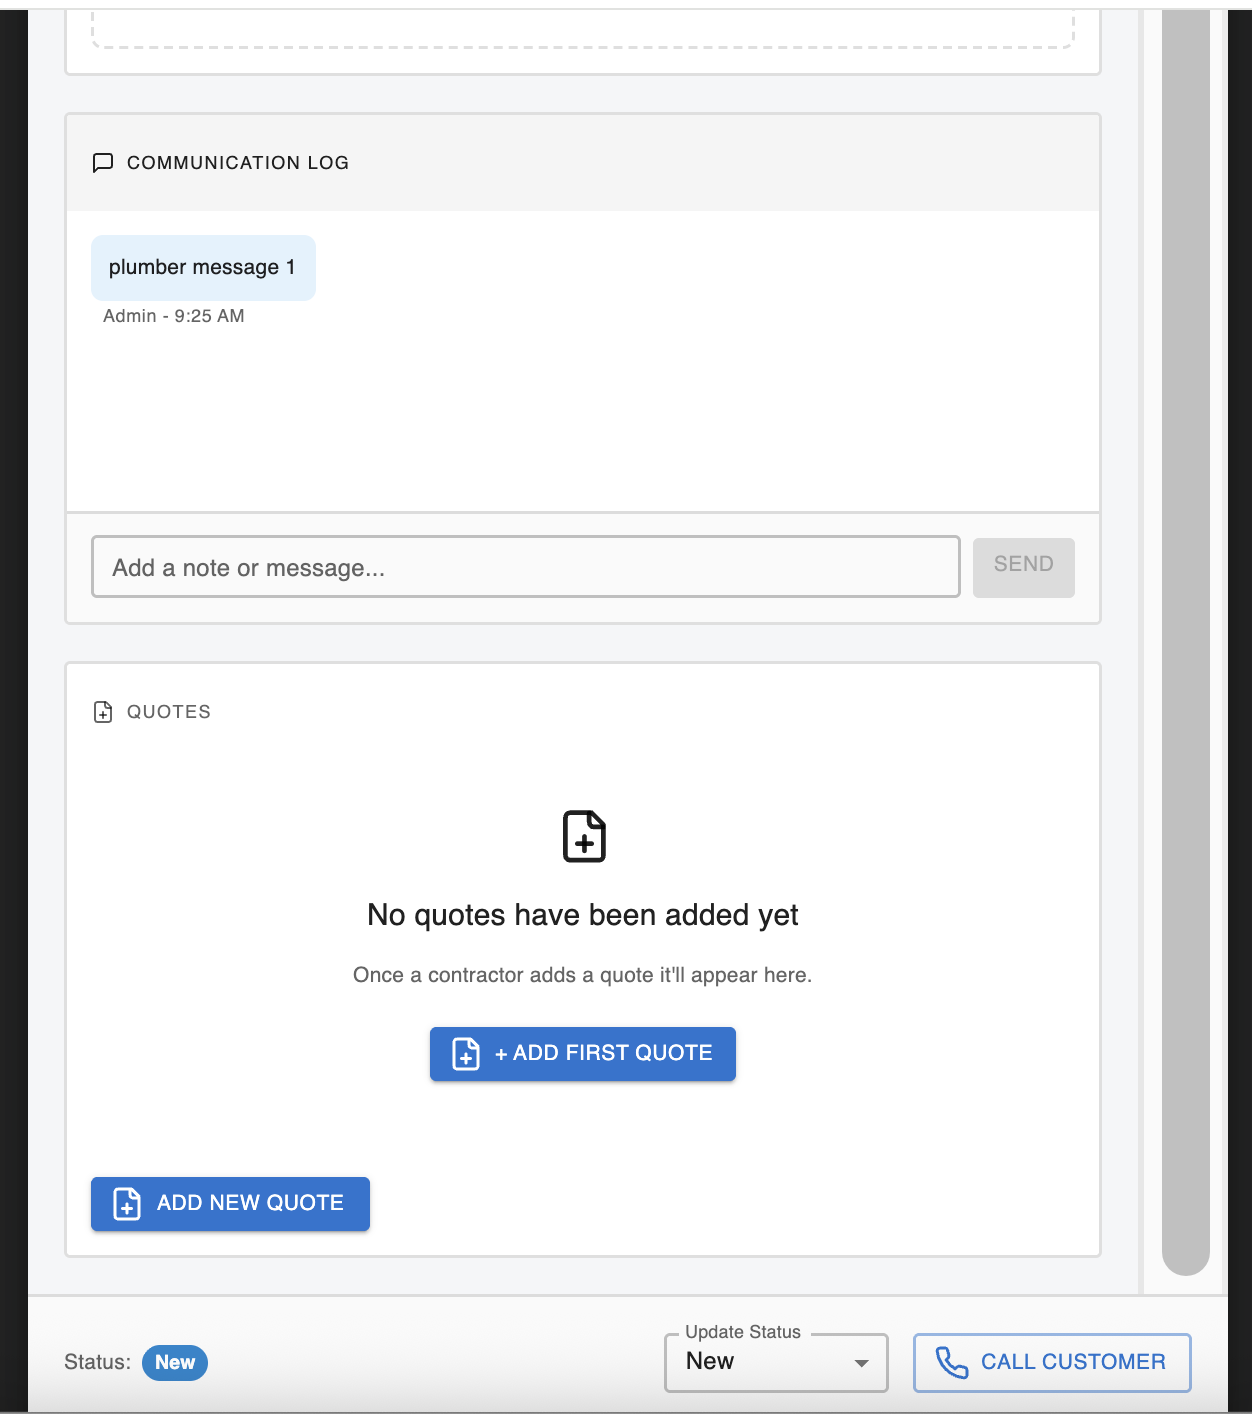 COMMUNICATION LOG
plumber message 1
Admin - 9:25 AM
Add a note or message...
SEND
QUOTES
No quotes have been added yet
Once a contractor adds a quote it'll appear here.
+ ADD FIRST QUOTE
ADD NEW QUOTE
Status: New
Update Status
New
CALL CUSTOMER